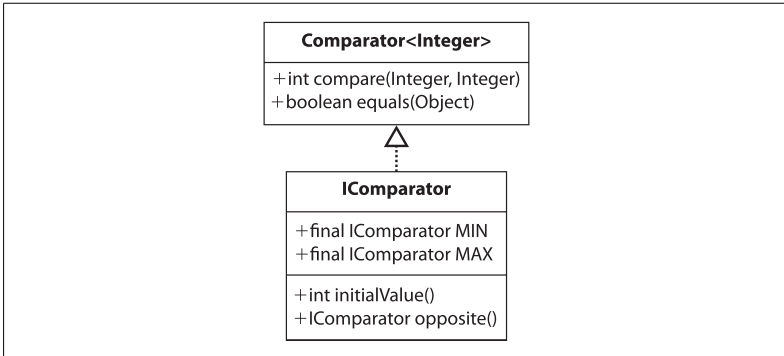 Comparator<Integer>
+int compare(Integer, Integer)
+boolean equals(Object)
IComparator
+final IComparator MIN
+final IComparator MAX
+int initialValue()
+IComparator opposite()